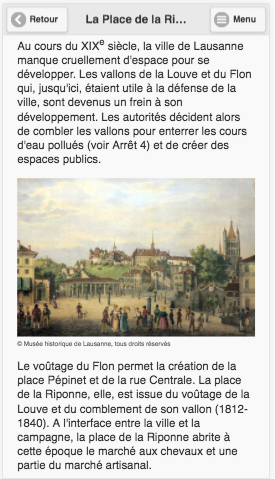 Retour
La Place de la Ri...
Menu
Au cours du XIXe siècle, la ville de Lausanne
manque cruellement d'espace pour se
développer. Les vallons de la Louve et du Flon
qui, jusqu'ici, étaient utile à la défense de la
ville, sont devenus un frein à son
développement. Les autorités décident alors
de combler les vallons pour enterrer les cours
d'eau pollués (voir Arrêt 4) et de créer des
espaces publics.
© Musée historique de Lausanne, tous droits réservés
Le voûtage du Flon permet la création de la
place Pépinet et de la rue Centrale. La place
de la Riponne, elle, est issue du voûtage de la
Louve et du comblement de son vallon (1812-
1840). A l'interface entre la ville et la
campagne, la place de la Riponne abrite à
cette époque le marché aux chevaux et une
partie du marché artisanal.